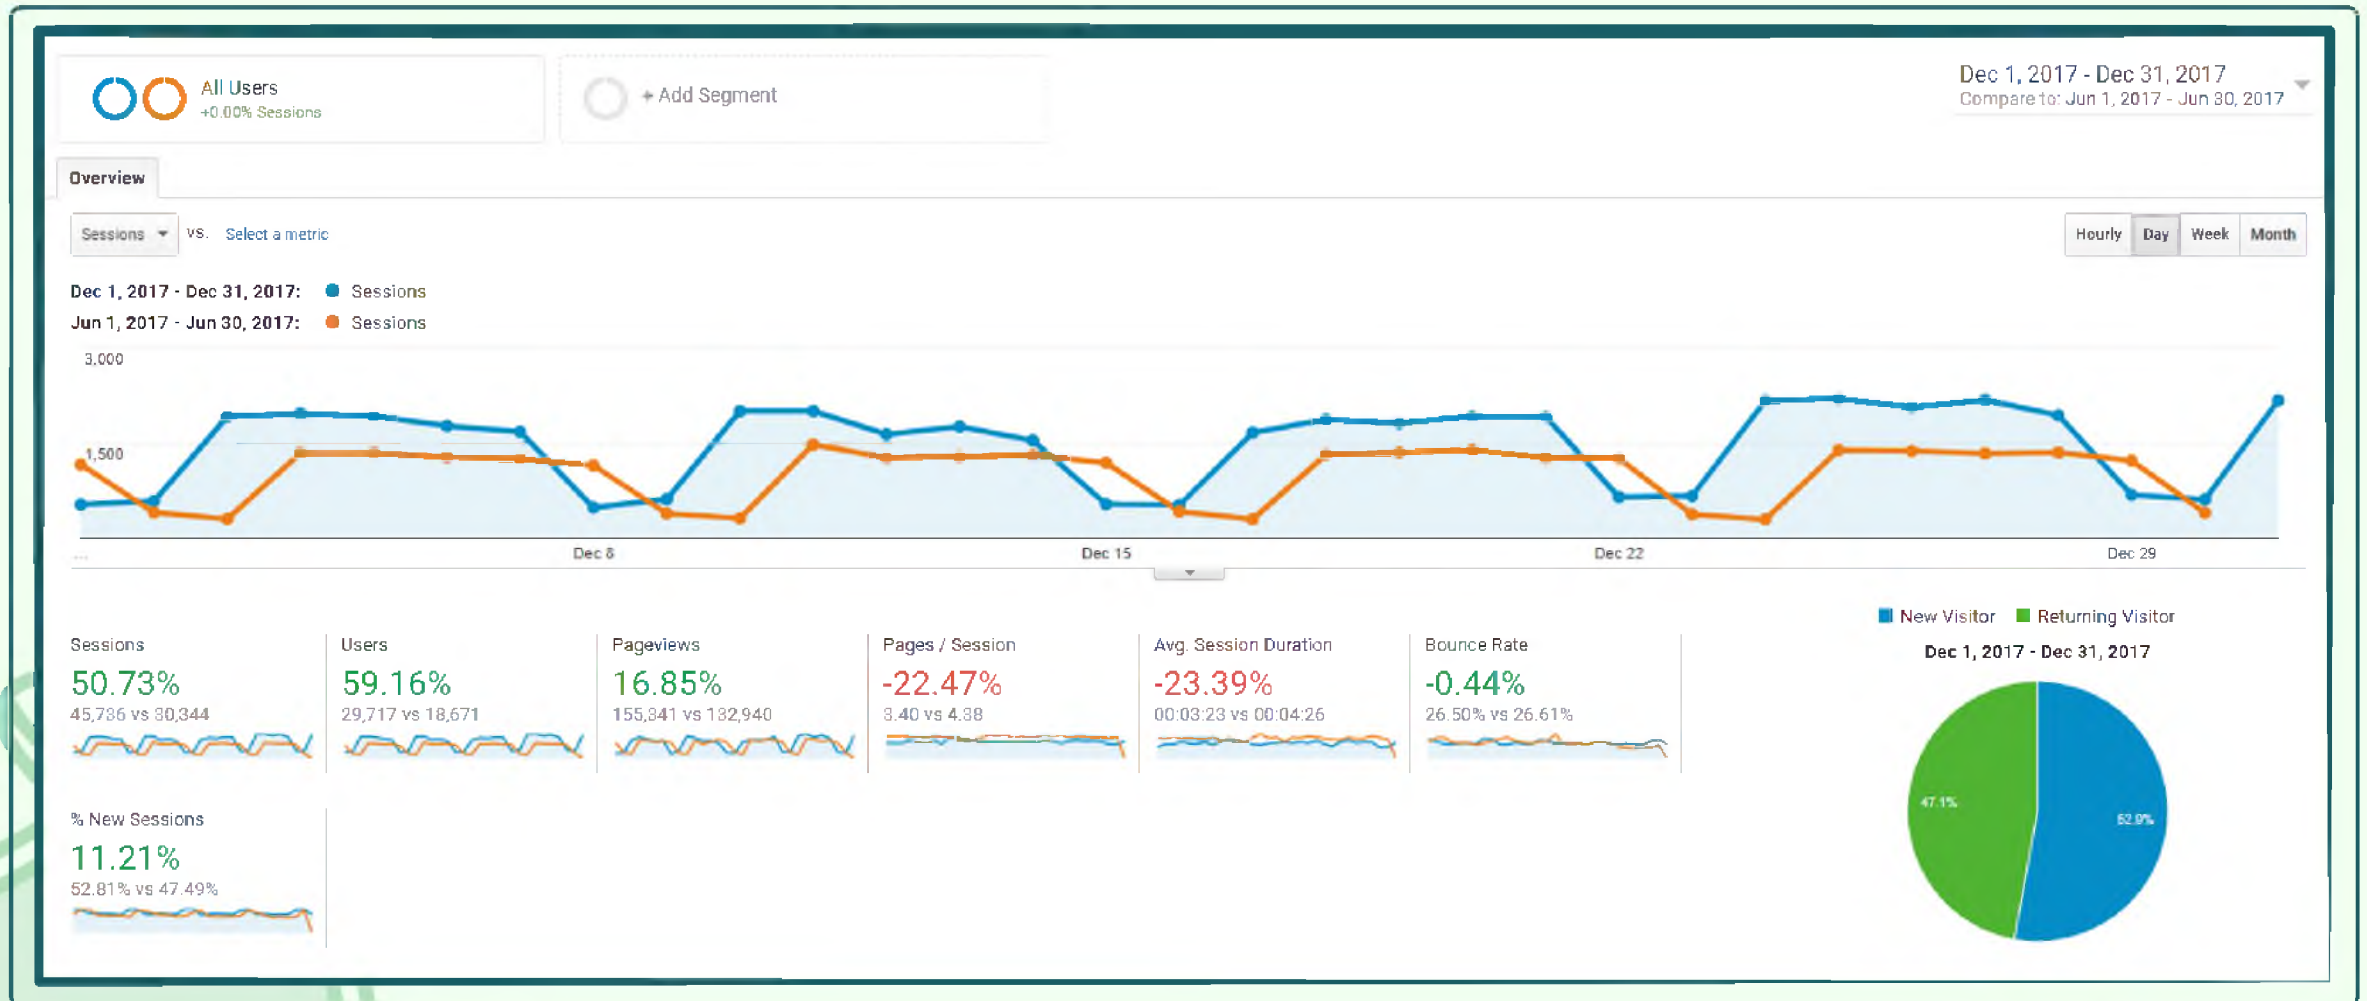 All Users
+0.00% Sessions
+ Add Segment
Dec 1, 2017 - Dec 31, 2017
Compare to: Jun 1, 2017 - Jun 30, 2017
Overview
Sessions
VS.
Select a metric
Hourly
Day
Week
Month
Dec 1, 2017 - Dec 31, 2017:
Sessions
Jun 1, 2017 - Jun 30, 2017:
Sessions
3,000
1,500
...
Dec 8
Dec 15
Dec 22
Dec 29
Sessions
50.73%
45,736 vs 30,344
Users
59.16%
29,717 vs 18,671
Pageviews
16.85%
155,341 vs 132,940
Pages / Session
-22.47%
3.40 vs 4.38
Avg. Session Duration
-23.39%
00:03:23 vs 00:04:26
Bounce Rate
-0.44%
26.50% vs 26.61%
% New Sessions
11.21%
52.81% vs 47.49%
New Visitor
Returning Visitor
Dec 1, 2017 - Dec 31, 2017
47.1%
52.9%